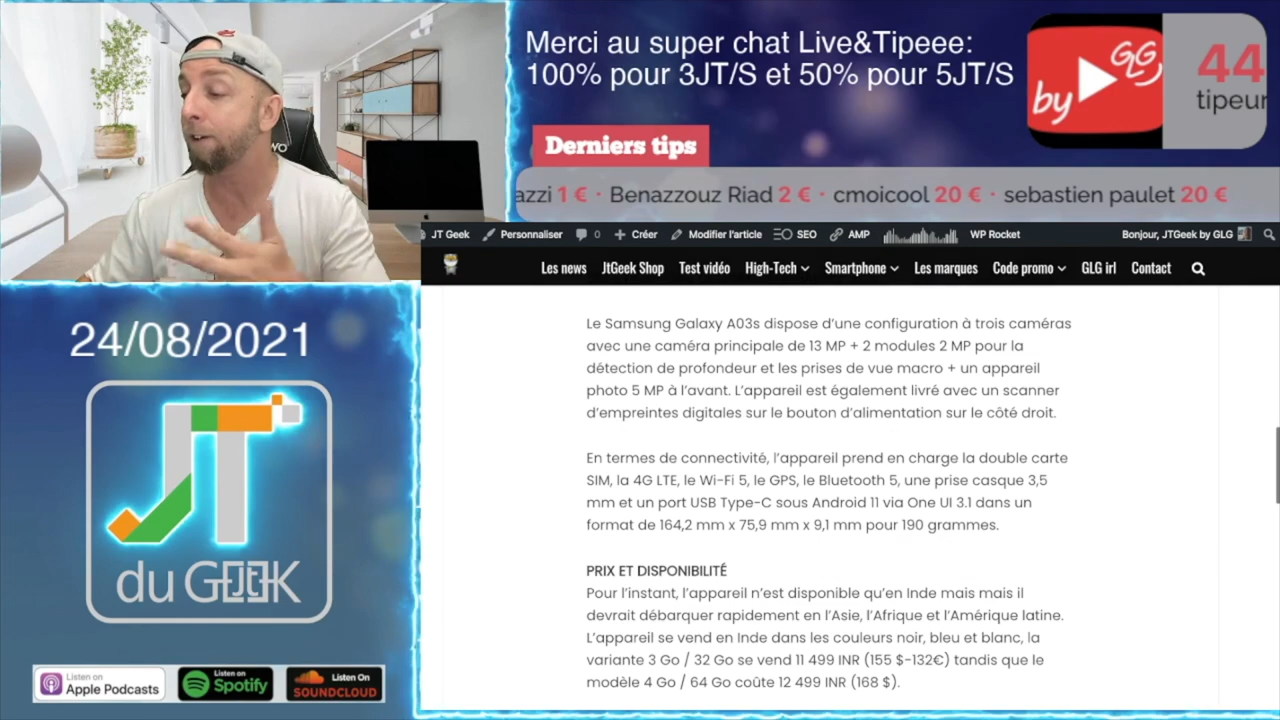 Merci au super chat Live&Tipeee:
100% pour 3JT/S et 50% pour 5JT/S
by GLG
44
tipeur
Derniers tips
azzi 1 € · Benazzouz Riad 2 € · cmoicool 20 € · sebastien paulet 20 €
JT Geek Personnaliser 0 Créer Modifier l'article SEO AMP WP Rocket Bonjour, JTGeek by GLG
Les news JtGeek Shop Test vidéo High-Tech Smartphone Les marques Code promo GLG irl Contact
24/08/2021
JT
du GEEK
Listen on
Apple Podcasts
Listen on
Spotify
Listen On
SOUNDCLOUD
Le Samsung Galaxy A03s dispose d'une configuration à trois caméras
avec une caméra principale de 13 MP + 2 modules 2 MP pour la
détection de profondeur et les prises de vue macro + un appareil
photo 5 MP à l'avant. L'appareil est également livré avec un scanner
d'empreintes digitales sur le bouton d'alimentation sur le côté droit.
En termes de connectivité, l'appareil prend en charge la double carte
SIM, la 4G LTE, le Wi-Fi 5, le GPS, le Bluetooth 5, une prise casque 3,5
mm et un port USB Type-C sous Android 11 via One UI 3.1 dans un
format de 164,2 mm x 75,9 mm x 9,1 mm pour 190 grammes.
PRIX ET DISPONIBILITÉ
Pour l'instant, l'appareil n'est disponible qu'en Inde mais mais il
devrait débarquer rapidement en l'Asie, l'Afrique et l'Amérique latine.
L'appareil se vend en Inde dans les couleurs noir, bleu et blanc, la
variante 3 Go / 32 Go se vend 11 499 INR (155 $-132€) tandis que le
modèle 4 Go / 64 Go coûte 12 499 INR (168 $).